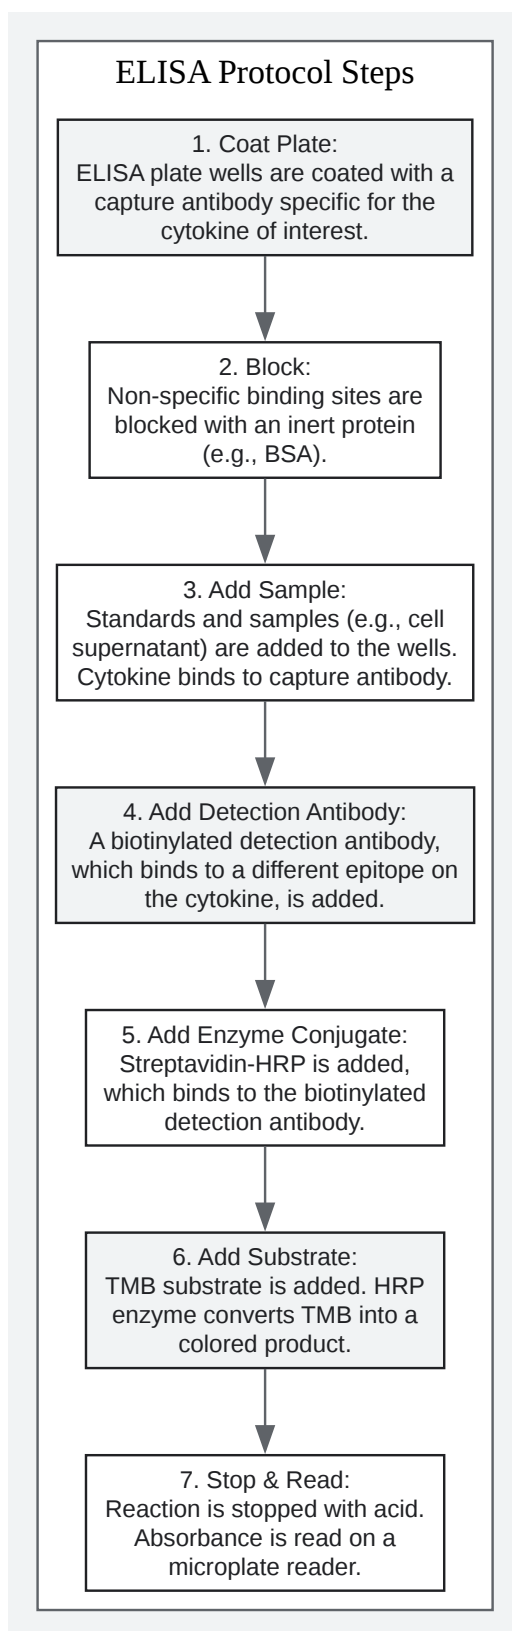 ELISA Protocol Steps
1. Coat Plate:
ELISA plate wells are coated with a
capture antibody specific for the
cytokine of interest.
2. Block:
Non-specific binding sites are
blocked with an inert protein
(e.g., BSA).
3. Add Sample:
Standards and samples (e.g., cell
supernatant) are added to the wells.
Cytokine binds to capture antibody.
4. Add Detection Antibody:
A biotinylated detection antibody,
which binds to a different epitope on
the cytokine, is added.
5. Add Enzyme Conjugate:
Streptavidin-HRP is added,
which binds to the biotinylated
detection antibody.
6. Add Substrate:
TMB substrate is added. HRP
enzyme converts TMB into a
colored product.
7. Stop & Read:
Reaction is stopped with acid.
Absorbance is read on a
microplate reader.